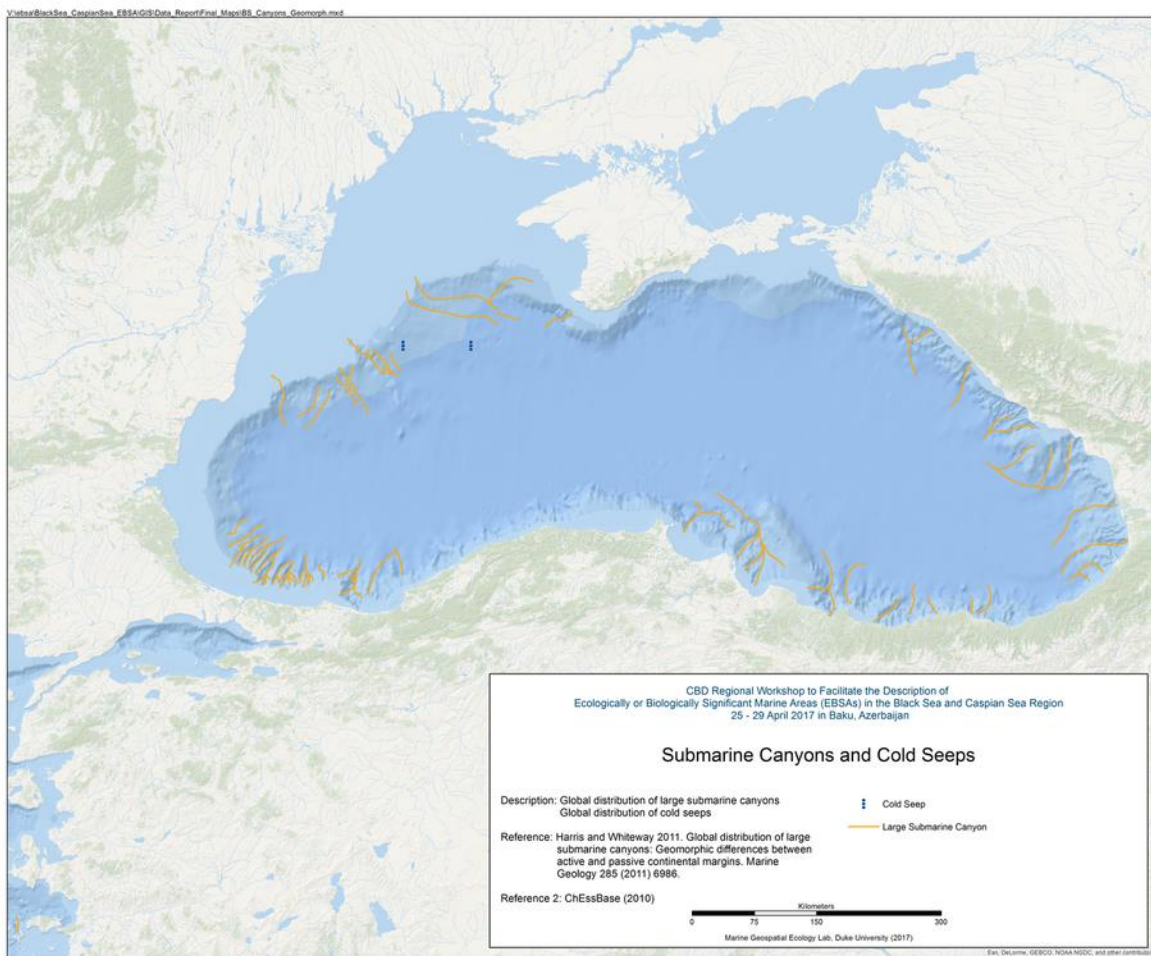 V:\ebsa\BlackSea_CaspianSea_EBSA\GIS\Data_Report\Final_Maps\BS_Canyons_Geomorph.mxd
CBD Regional Workshop to Facilitate the Description of
Ecologically or Biologically Significant Marine Areas (EBSAs) in the Black Sea and Caspian Sea Region
25 - 29 April 2017 in Baku, Azerbaijan
Submarine Canyons and Cold Seeps
Description: Global distribution of large submarine canyons
Global distribution of cold seeps
Cold Seep
Large Submarine Canyon
Reference: Harris and Whiteway 2011. Global distribution of large
submarine canyons: Geomorphic differences between
active and passive continental margins. Marine
Geology 285 (2011) 6986.
Reference 2: ChEssBase (2010)
Kilometers
0 75 150 300
Marine Geospatial Ecology Lab, Duke University (2017)
Esri, DeLorme, GEBCO, NOAA NGDC, and other contributors